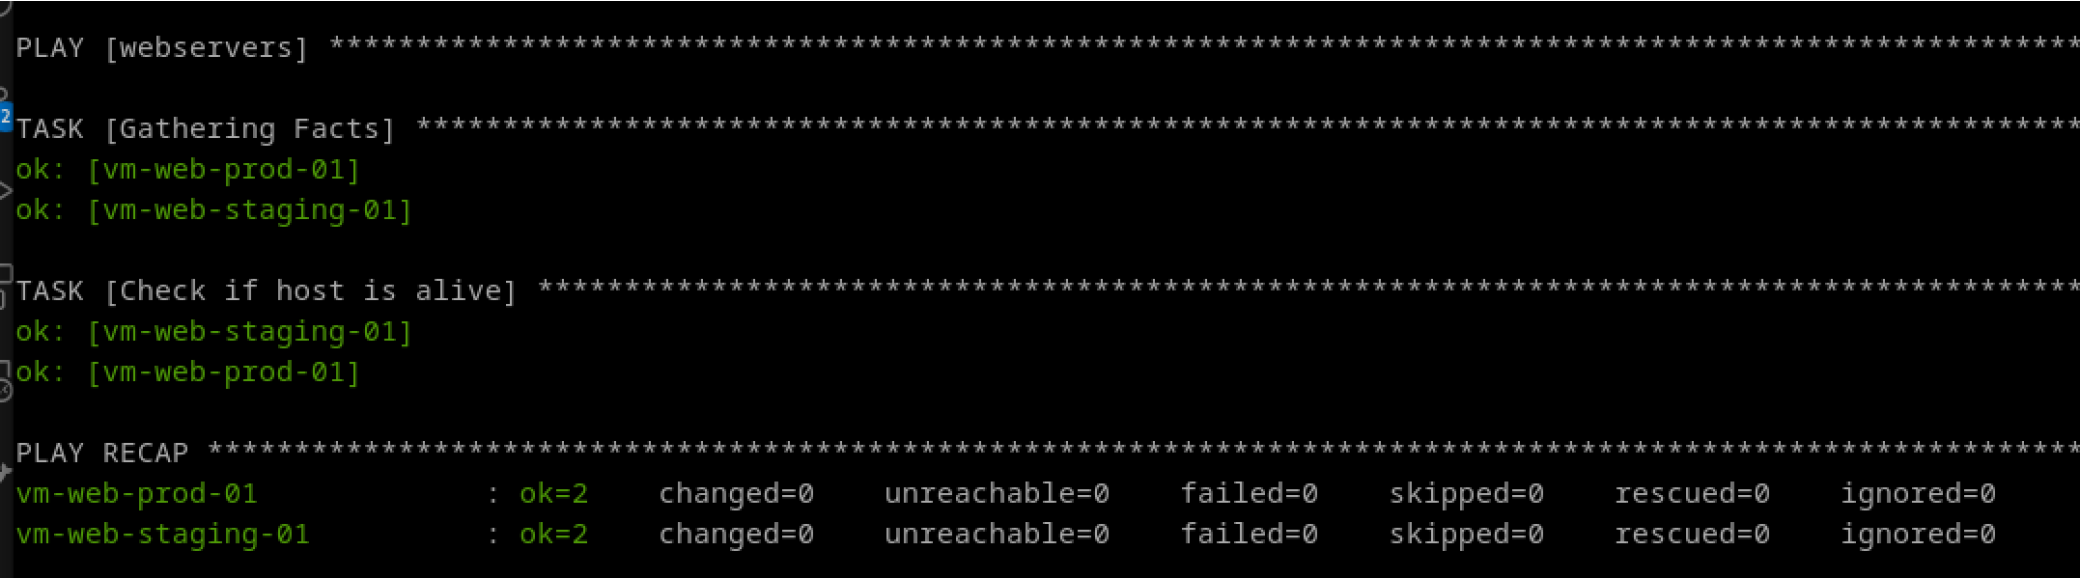 PLAY [webservers] *****************************************************************************************************
TASK [Gathering Facts] ************************************************************************************************
ok: [vm-web-prod-01]
ok: [vm-web-staging-01]
TASK [Check if host is alive] *****************************************************************************************
ok: [vm-web-staging-01]
ok: [vm-web-prod-01]
PLAY RECAP ************************************************************************************************************
vm-web-prod-01             : ok=2    changed=0    unreachable=0    failed=0    skipped=0    rescued=0    ignored=0
vm-web-staging-01          : ok=2    changed=0    unreachable=0    failed=0    skipped=0    rescued=0    ignored=0
2